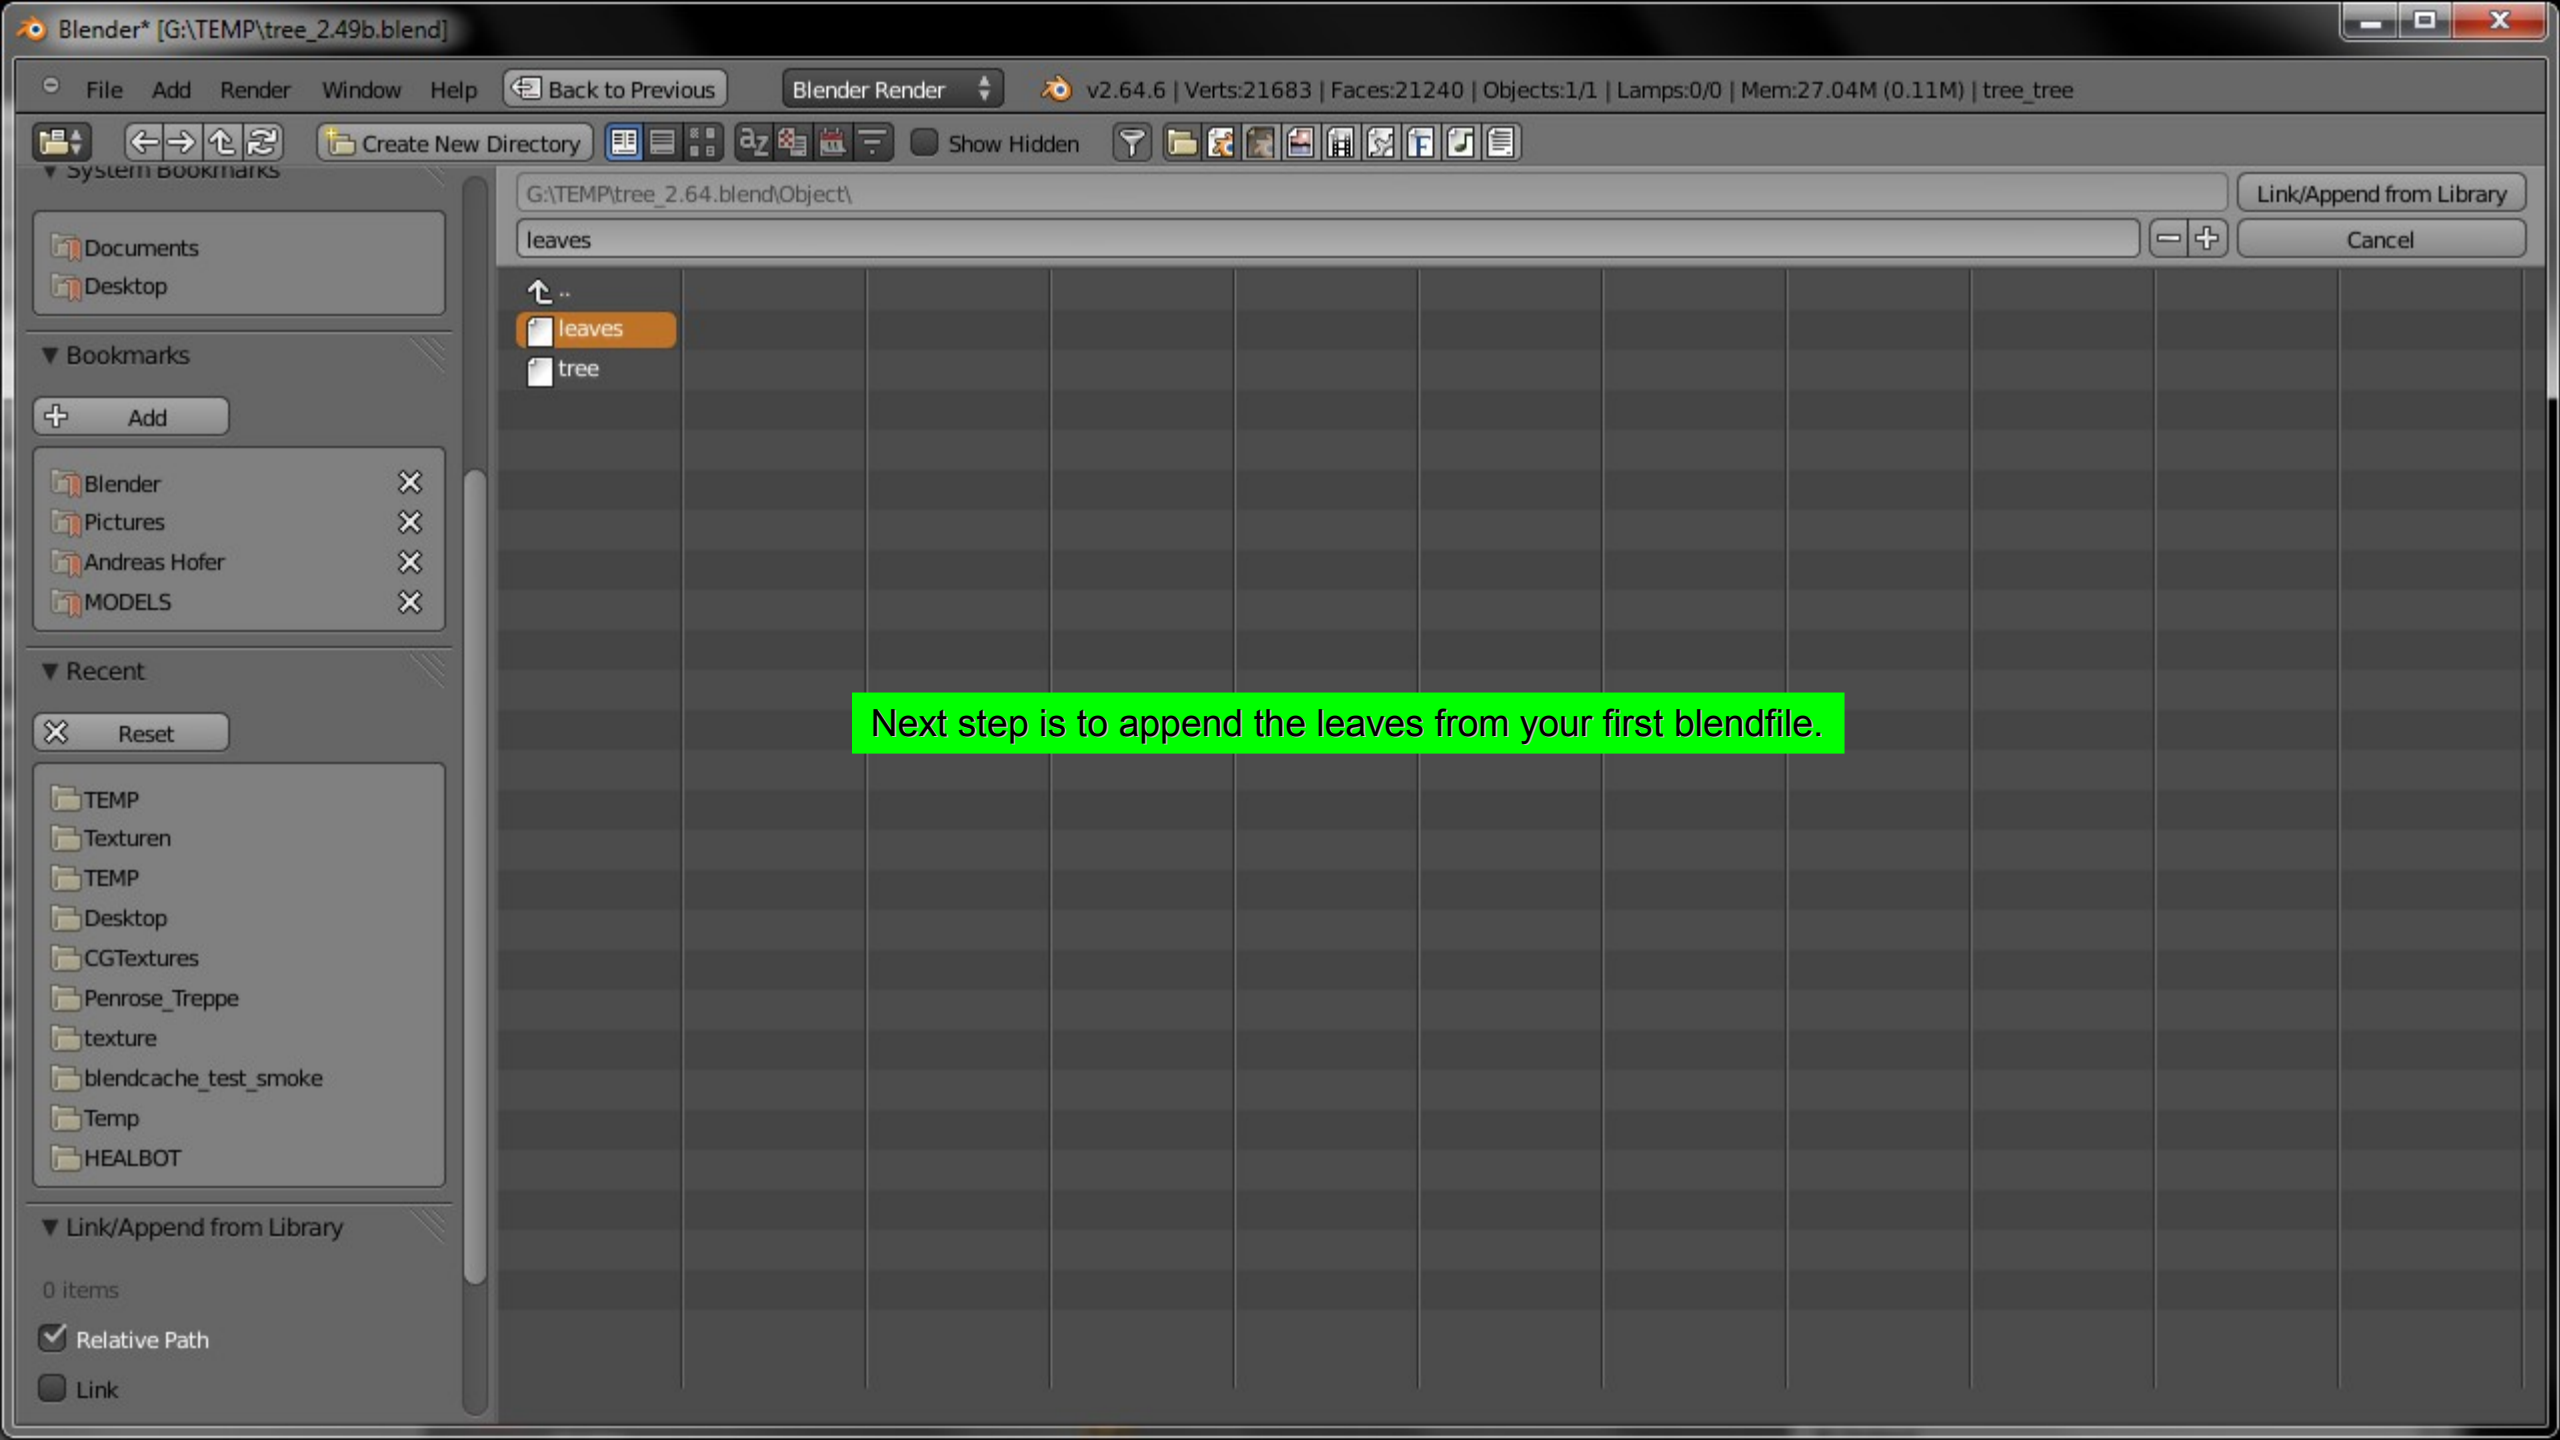 Blender* [G:\TEMP\tree_2.49b.blend]
File Add Render Window Help Back to Previous Blender Render v2.64.6 | Verts:21683 | Faces:21240 | Objects:1/1 | Lamps:0/0 | Mem:27.04M (0.11M) | tree_tree
Create New Directory Show Hidden
System Bookmarks
G:\TEMP\tree_2.64.blend\Object\ Link/Append from Library
leaves Cancel
Documents
Desktop
..
leaves
tree
Bookmarks
Add
Blender
Pictures
Andreas Hofer
MODELS
Recent
Reset
Next step is to append the leaves from your first blendfile.
TEMP
Texturen
TEMP
Desktop
CGTextures
Penrose_Treppe
texture
blendcache_test_smoke
Temp
HEALBOT
Link/Append from Library
0 items
Relative Path
Link